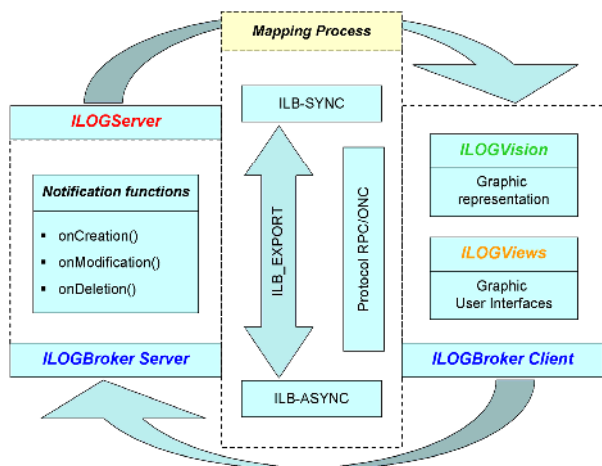 Mapping Process
ILOGServer
Notification functions
▪ onCreation()
▪ onModification()
▪ onDeletion()
ILOGBroker Server
ILB-SYNC
ILB_EXPORT
Protocol RPC/ONC
ILB-ASYNC
ILOGVision
Graphic
representation
ILOGViews
Graphic
User Interfaces
ILOGBroker Client